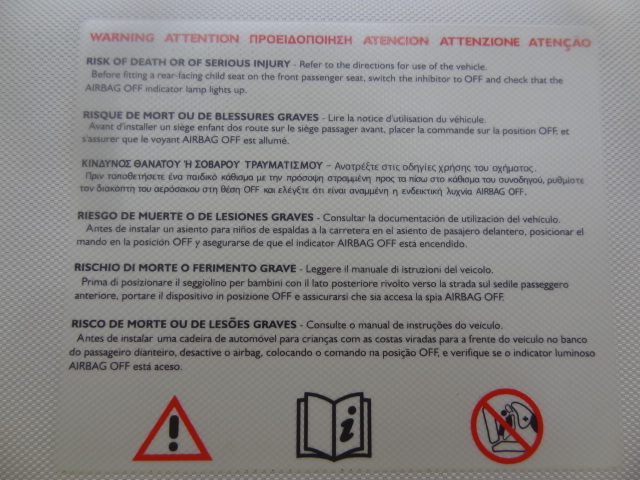 WARNING ATTENTION ΠΡΟΕΙΔΟΠΟΙΗΣΗ ATENCION ATTENZIONE ATENÇÃO
RISK OF DEATH OR OF SERIOUS INJURY - Refer to the directions for use of the vehicle.
Before fitting a rear-facing child seat on the front passenger seat, switch the inhibitor to OFF and check that the
AIRBAG OFF indicator lamp lights up.
RISQUE DE MORT OU DE BLESSURES GRAVES - Lire la notice d'utilisation du véhicule.
Avant d'installer un siège enfant dos route sur le siège passager avant, placer la commande sur la position OFF, et
s'assurer que le voyant AIRBAG OFF est allumé.
ΚΙΝΔΥΝΟΣ ΘΑΝΑΤΟΥ Ή ΣΟΒΑΡΟΥ ΤΡΑΥΜΑΤΙΣΜΟΥ – Ανατρέξτε στις οδηγίες χρήσης του οχήματος.
Πριν τοποθετήσετε ένα παιδικό κάθισμα με την πρόσοψη στραμμένη προς τα πίσω στο κάθισμα του συνοδηγού, ρυθμίστε
τον διακόπτη του αερόσακου στη θέση OFF και ελέγξτε ότι είναι αναμμένη η ενδεικτική λυχνία AIRBAG OFF.
RIESGO DE MUERTE O DE LESIONES GRAVES - Consultar la documentación de utilización del vehículo.
Antes de instalar un asiento para niños de espaldas a la carretera en el asiento de pasajero delantero, posicionar el
mando en la posición OFF y asegurarse de que el indicador AIRBAG OFF está encendido.
RISCHIO DI MORTE O FERIMENTO GRAVE - Leggere il manuale di istruzioni del veicolo.
Prima di posizionare il seggiolino per bambini con il lato posteriore rivolto verso la strada sul sedile passeggero
anteriore, portare il dispositivo in posizione OFF e assicurarsi che sia accesa la spia AIRBAG OFF.
RISCO DE MORTE OU DE LESÕES GRAVES - Consulte o manual de instruções do veículo.
Antes de instalar uma cadeira de automóvel para crianças com as costas viradas para a frente do veículo no banco
do passageiro dianteiro, desactive o airbag, colocando o comando na posição OFF, e verifique se o indicator luminoso
AIRBAG OFF está aceso.